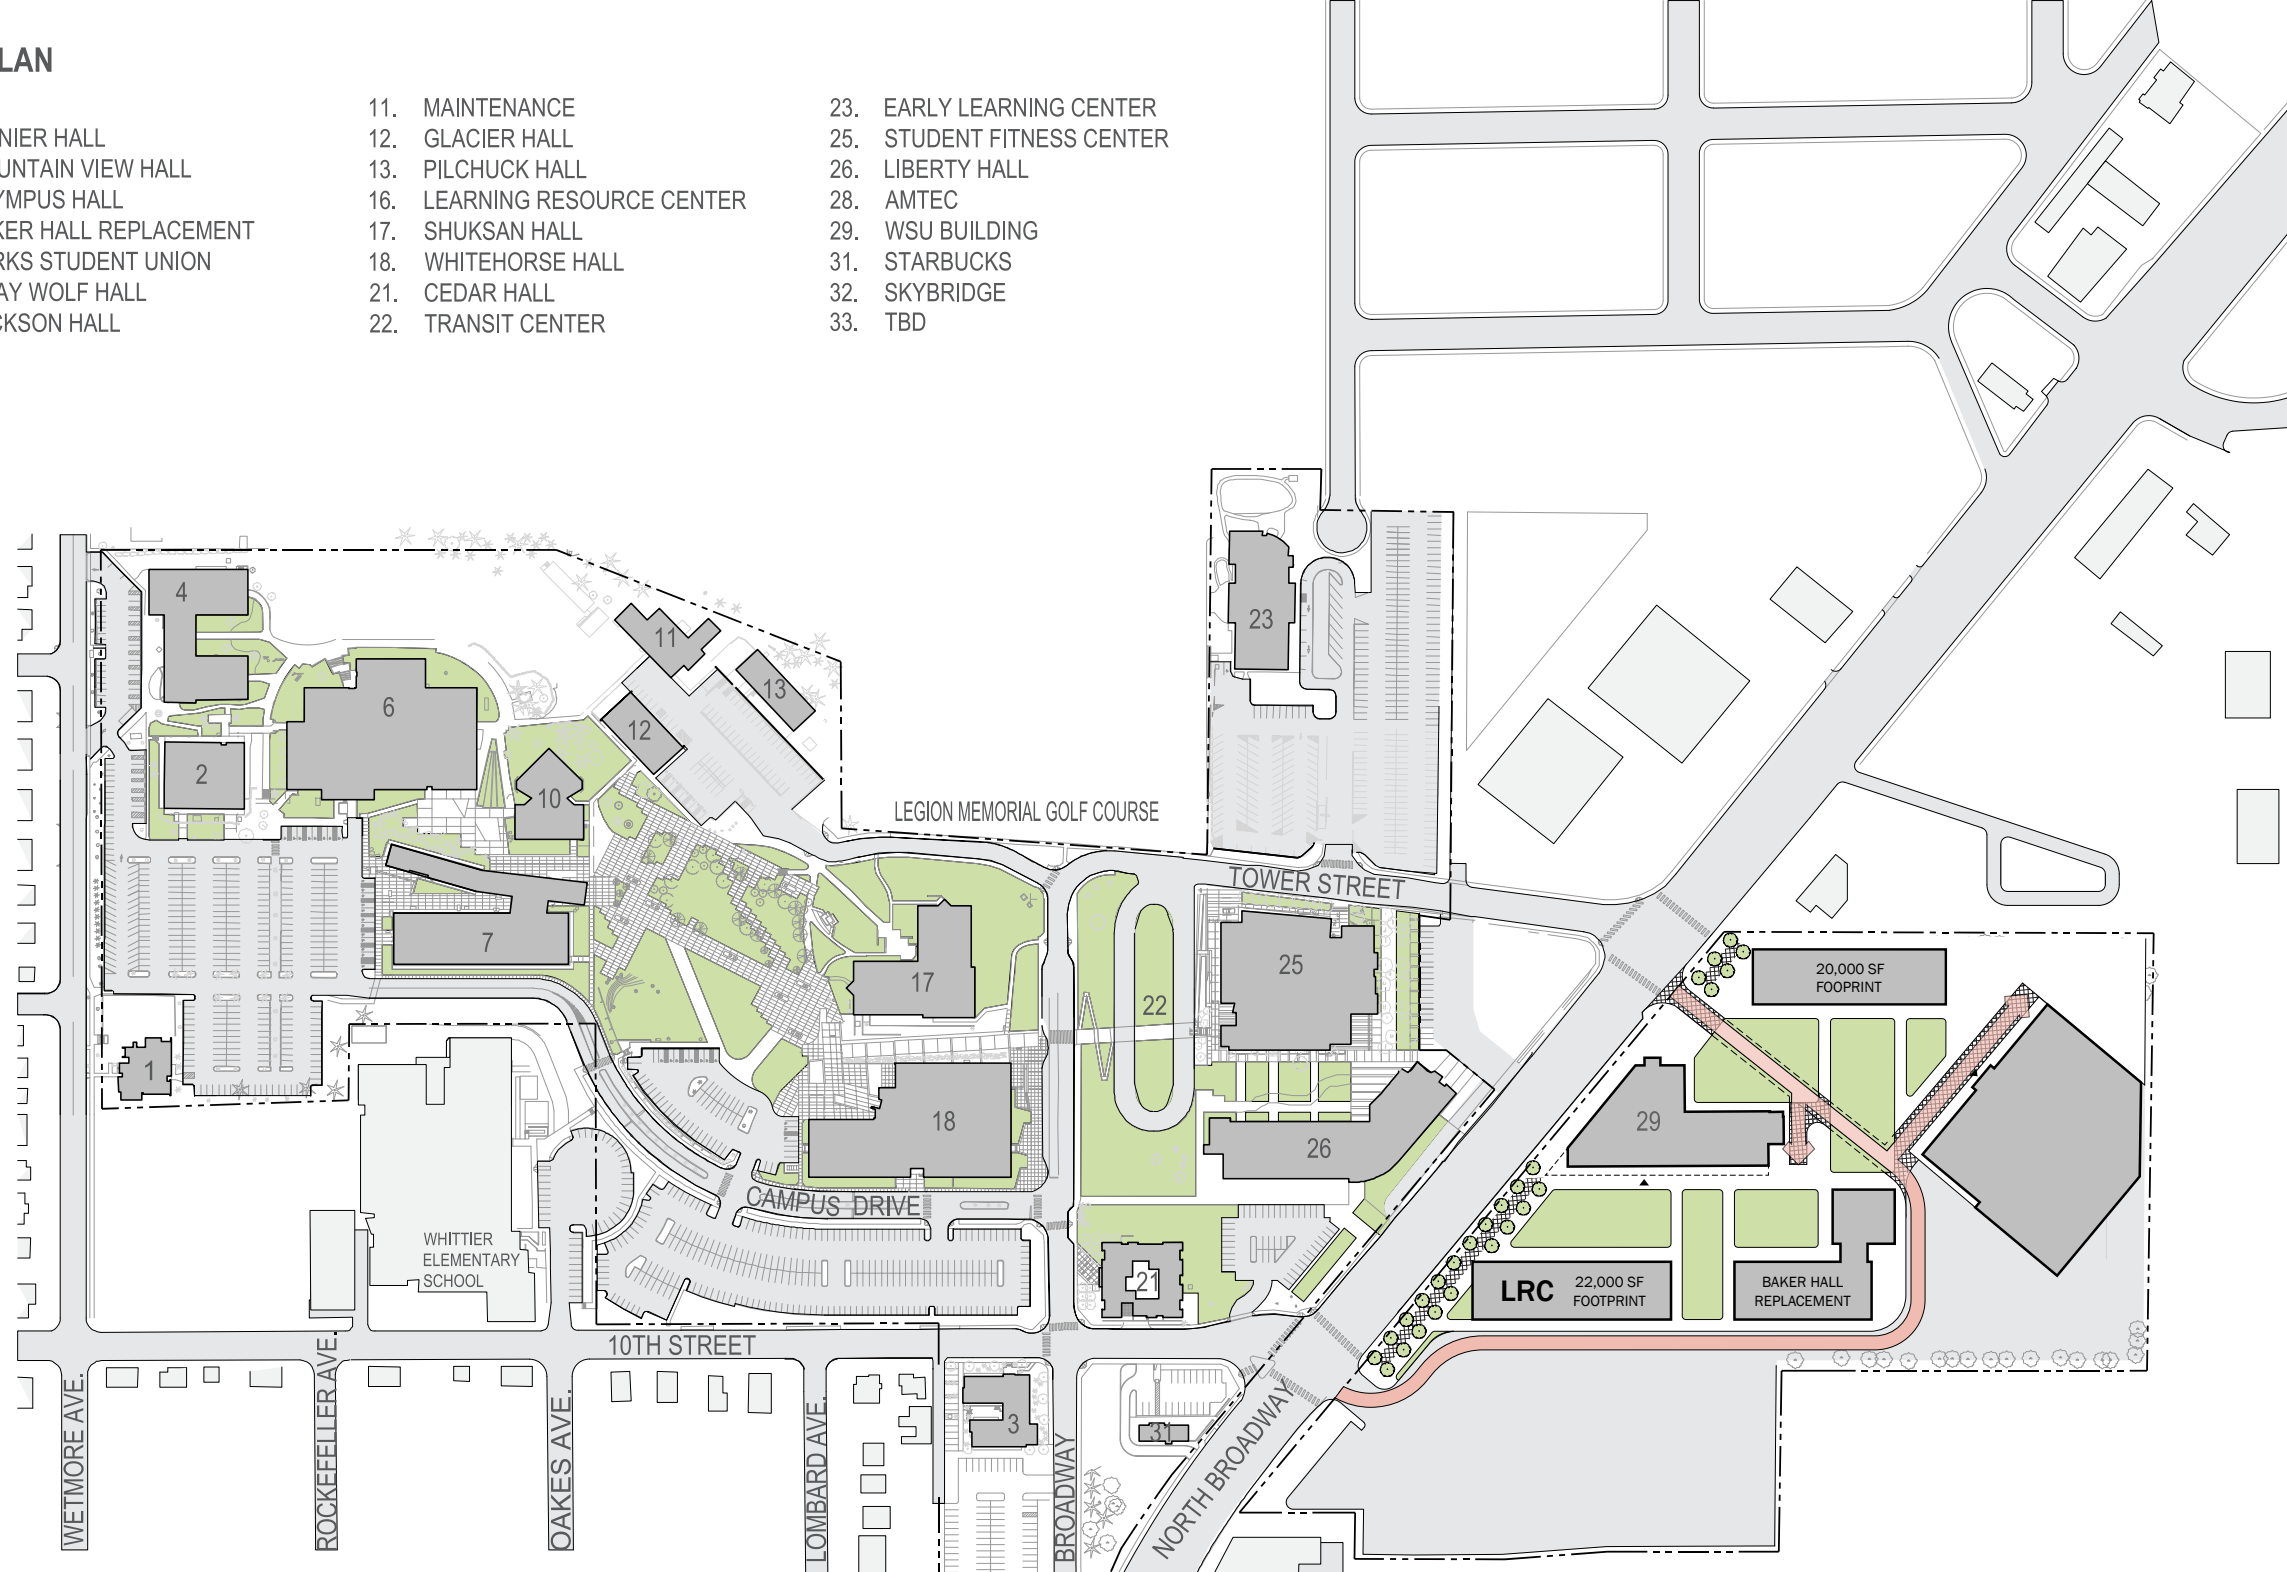 LAN
NIER HALL
UNTAIN VIEW HALL
YMPUS HALL
KER HALL REPLACEMENT
RKS STUDENT UNION
AY WOLF HALL
CKSON HALL
11. MAINTENANCE
12. GLACIER HALL
13. PILCHUCK HALL
16. LEARNING RESOURCE CENTER
17. SHUKSAN HALL
18. WHITEHORSE HALL
21. CEDAR HALL
22. TRANSIT CENTER
23. EARLY LEARNING CENTER
25. STUDENT FITNESS CENTER
26. LIBERTY HALL
28. AMTEC
29. WSU BUILDING
31. STARBUCKS
32. SKYBRIDGE
33. TBD
4
11
23
6
13
2
12
10
LEGION MEMORIAL GOLF COURSE
TOWER STREET
7
17
22
25
20,000 SF
FOOPRINT
1
18
26
29
CAMPUS DRIVE
WHITTIER
ELEMENTARY
SCHOOL
21
LRC
22,000 SF
FOOTPRINT
BAKER HALL
REPLACEMENT
10TH STREET
3
31
WETMORE AVE.
ROCKEFELLER AVE.
OAKES AVE.
LOMBARD AVE.
BROADWAY
NORTH BROADWAY